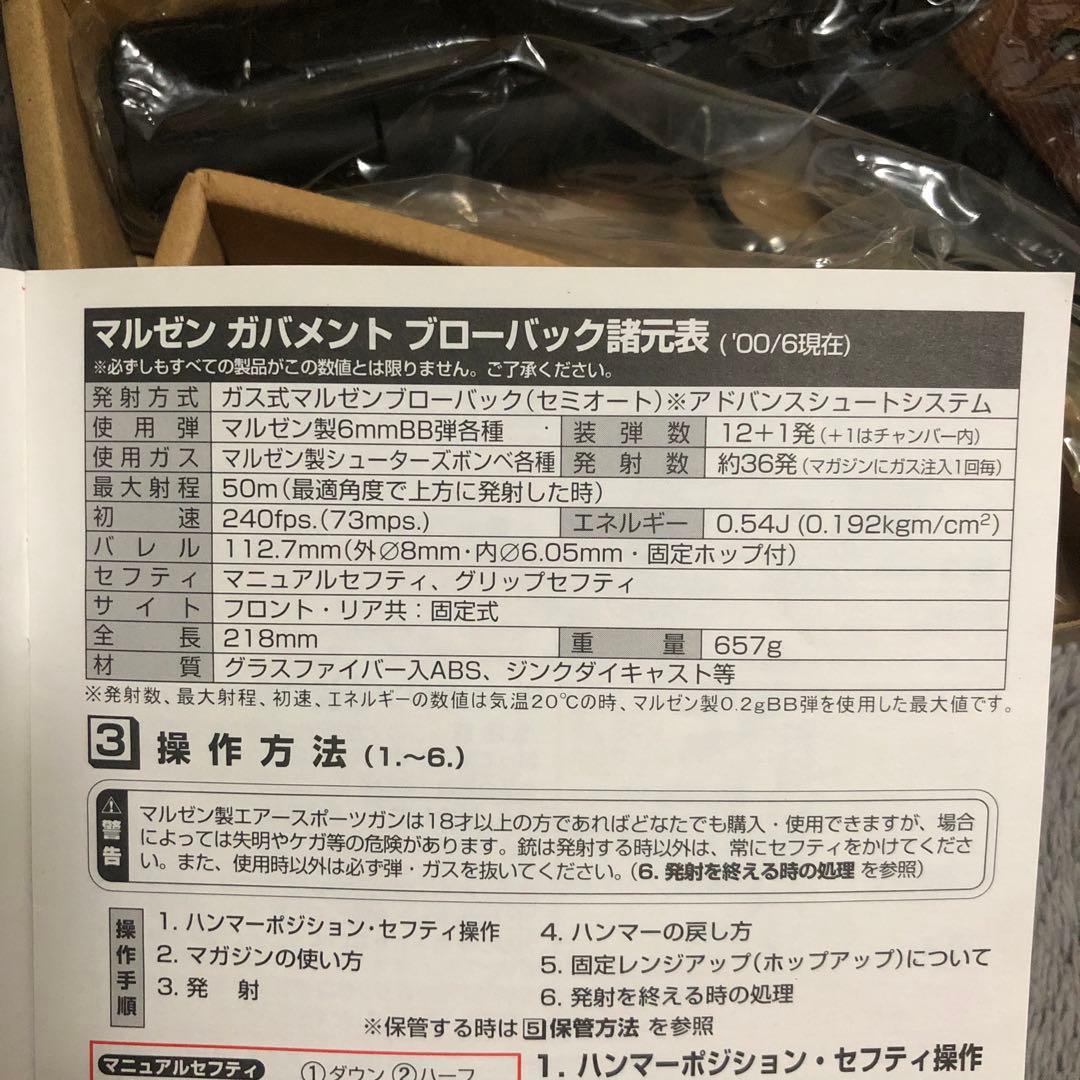 マルゼン ガバメント ブローバック諸元表 ('00/6現在)
※必ずしもすべての製品がこの数値とは限りません。ご了承ください。
発射方式 ガス式マルゼンブローバック(セミオート)※アドバンスシュートシステム
使用弾 マルゼン製6mmBB弾各種 装弾数 12+1発(+1はチャンバー内)
使用ガス マルゼン製シューターズボンベ各種 発射数 約36発(マガジンにガス注入1回毎)
最大射程 50m(最適角度で上方に発射した時)
初速 240fps.(73mps.) エネルギー 0.54J (0.192kgm/cm²)
バレル 112.7mm(外∅8mm・内∅6.05mm・固定ホップ付)
セフティ マニュアルセフティ、グリップセフティ
サイト フロント・リア共:固定式
全長 218mm 重量 657g
材質 グラスファイバー入ABS、ジンクダイキャスト等
※発射数、最大射程、初速、エネルギーの数値は気温20℃の時、マルゼン製0.2gBB弾を使用した最大値です。
3 操作方法 (1.〜6.)
警告
マルゼン製エアースポーツガンは18才以上の方であればどなたでも購入・使用できますが、場合
によっては失明やケガ等の危険があります。銃は発射する時以外は、常にセフティをかけてくださ
い。また、使用時以外は必ず弾・ガスを抜いてください。(6. 発射を終える時の処理 を参照)
操作手順
1. ハンマーポジション・セフティ操作
2. マガジンの使い方
3. 発 射
4. ハンマーの戻し方
5. 固定レンジアップ(ホップアップ)について
6. 発射を終える時の処理
※保管する時は 5 保管方法 を参照
マニュアルセフティ ①ダウン ②ハーフ
1. ハンマーポジション・セフティ操作